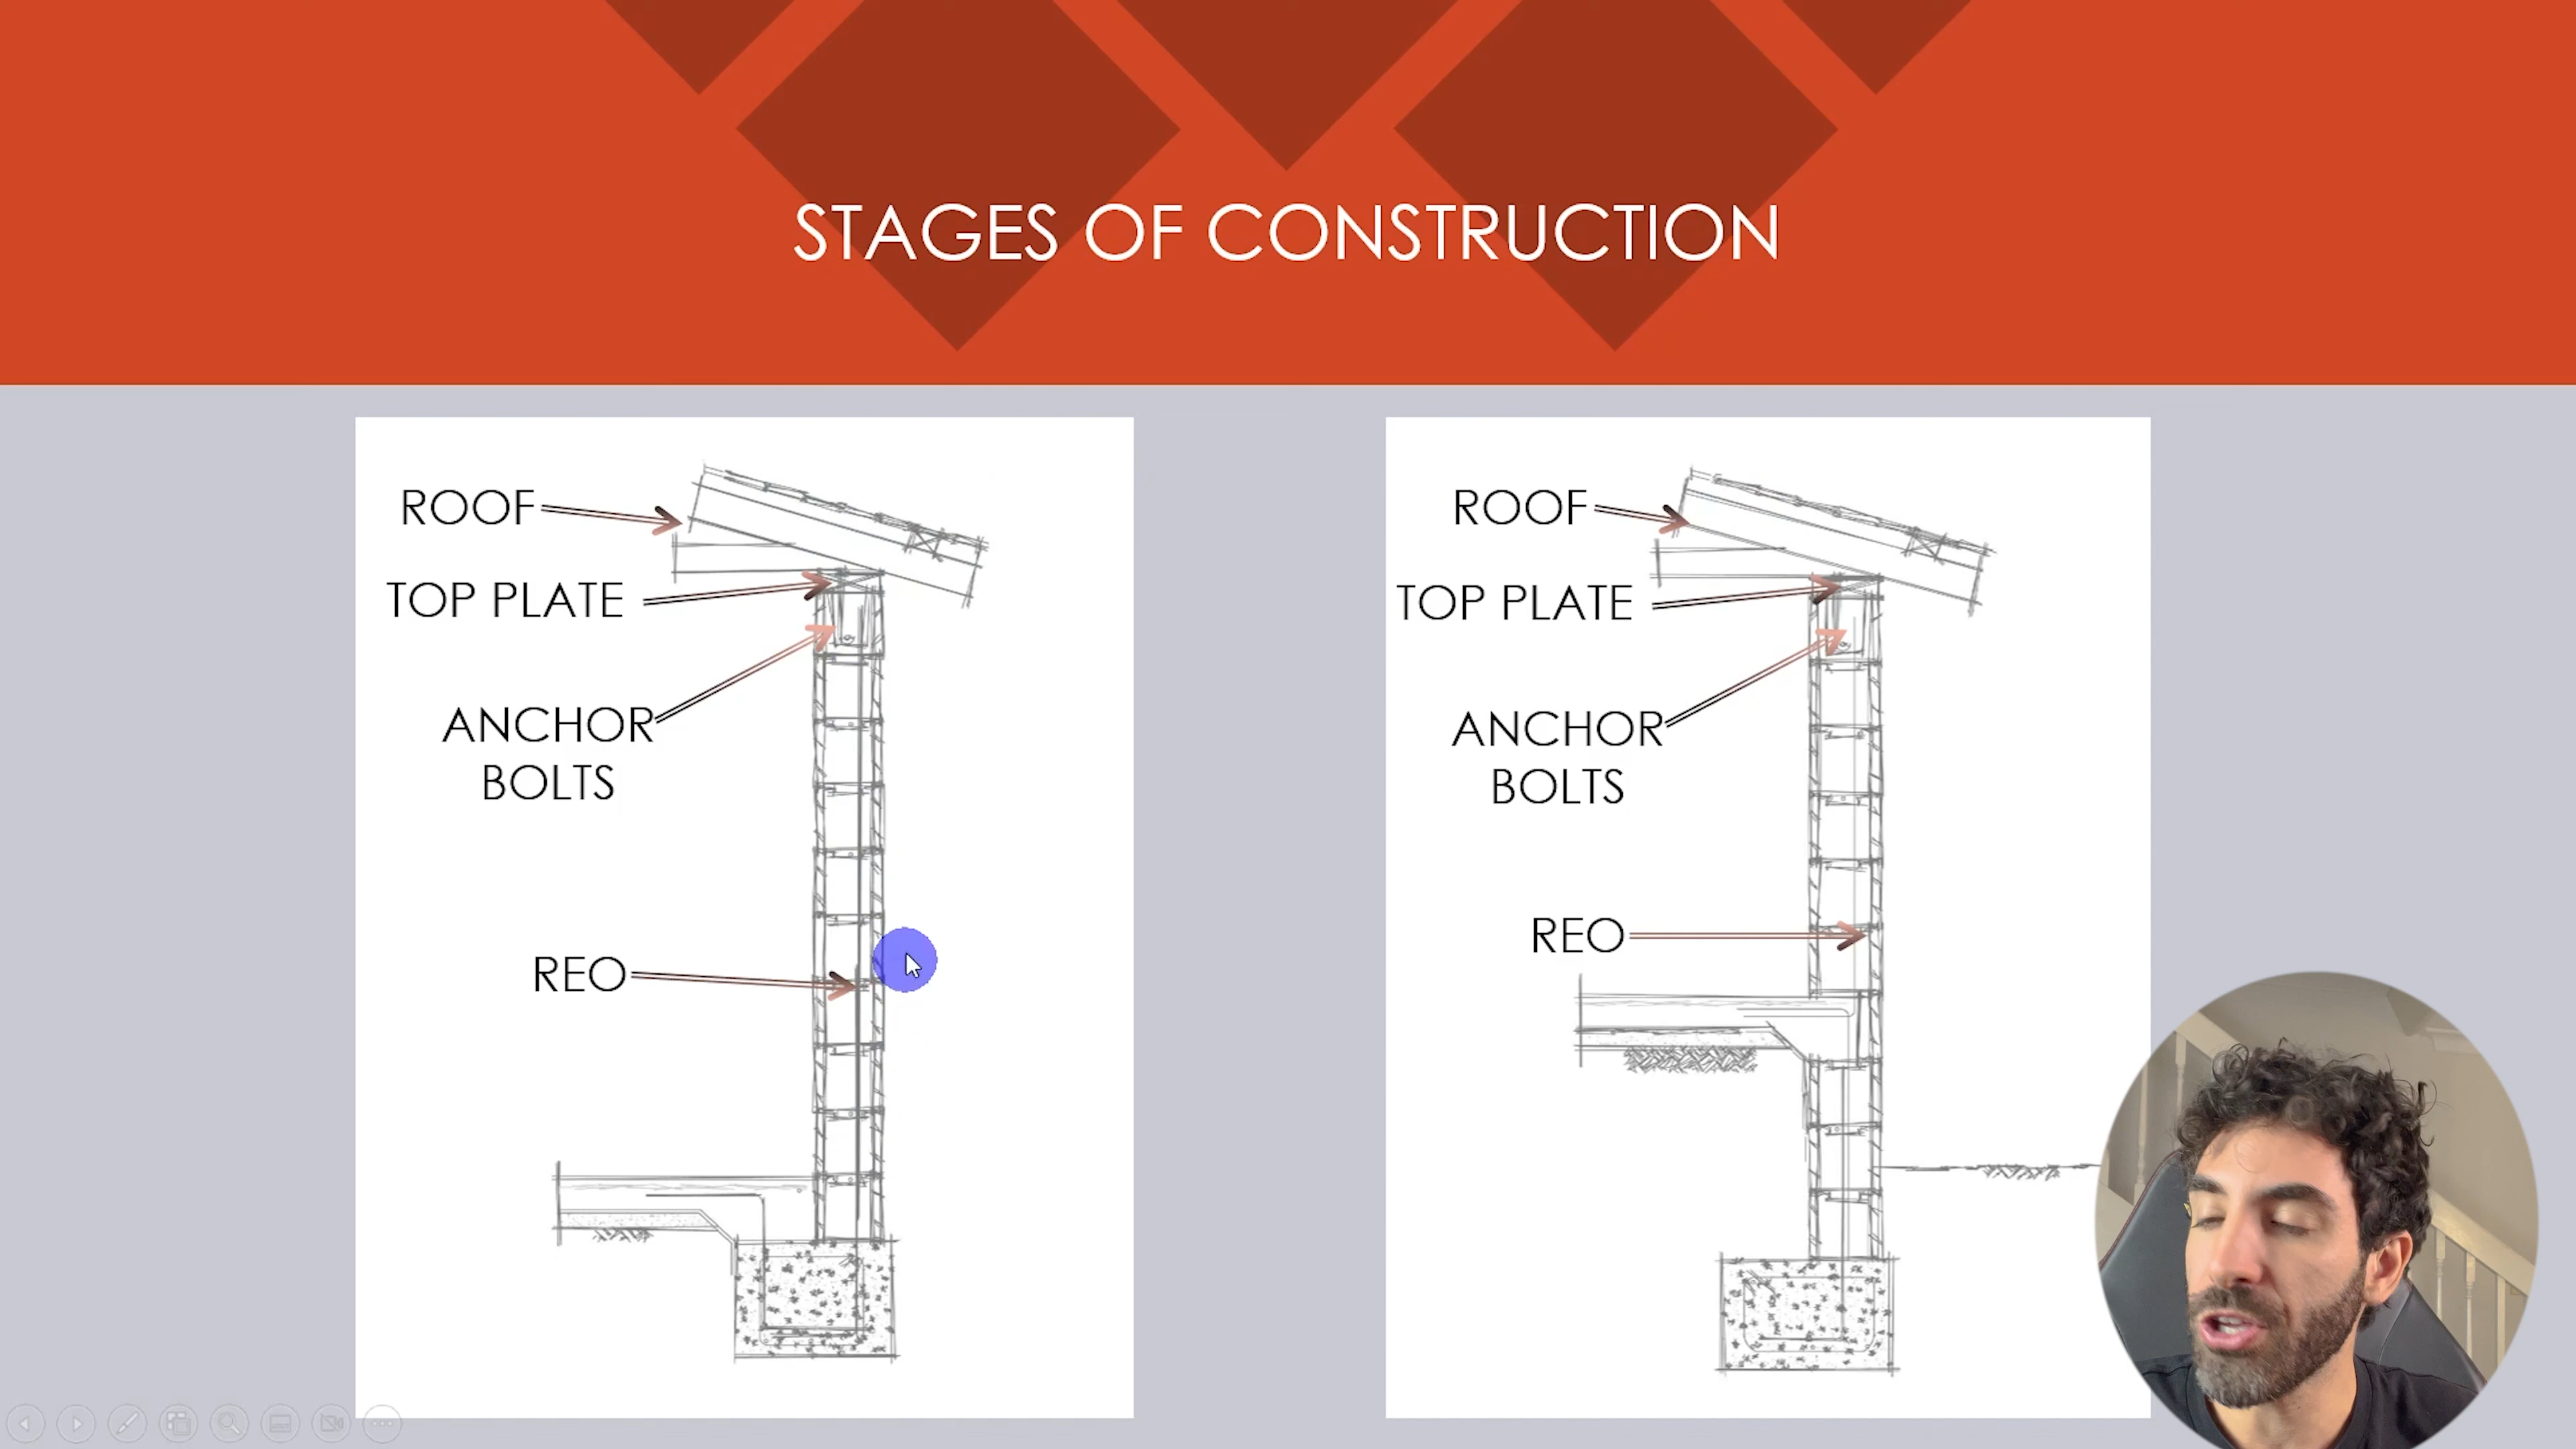 STAGES OF CONSTRUCTION
ROOF
TOP PLATE
ANCHOR
BOLTS
REO
ROOF
TOP PLATE
ANCHOR
BOLTS
REO